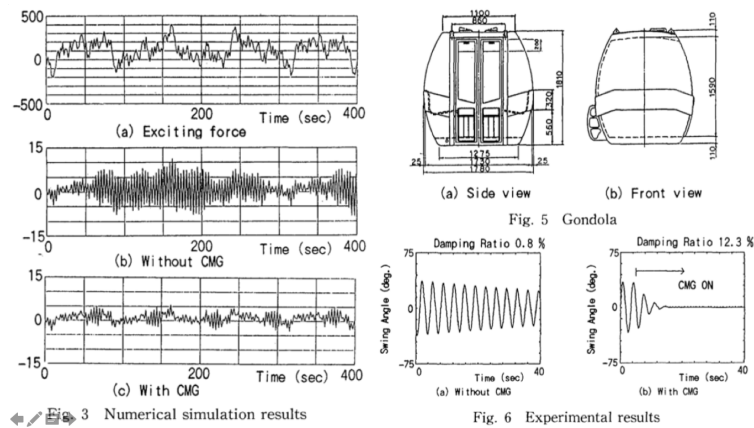 500
0
-500
0
200
400
Time (sec)
(a) Exciting force
15
0
-15
0
200
400
Time (sec)
(b) Without CMG
15
0
-15
0
200
400
Time (sec)
(c) With CMG
Fig. 3 Numerical simulation results
1100
860
1810
320
560
1275
1730
1780
25
25
(a) Side view
110
1590
110
(b) Front view
Fig. 5 Gondola
Damping Ratio 0.8 %
75
0
-75
Swing Angle (deg.)
0
Time (sec)
40
(a) Without CMG
Damping Ratio 12.3 %
75
0
-75
Swing Angle (deg.)
CMG ON
0
Time (sec)
40
(b) With CMG
Fig. 6 Experimental results